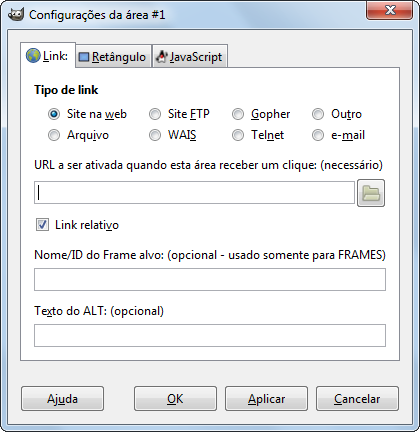 Configurações da área #1
Link: Retângulo JavaScript
Tipo de link
Site na web Site FTP Gopher Outro
Arquivo WAIS Telnet e-mail
URL a ser ativada quando esta área receber um clique: (necessário)
Link relativo
Nome/ID do Frame alvo: (opcional - usado somente para FRAMES)
Texto do ALT: (opcional)
Ajuda OK Aplicar Cancelar